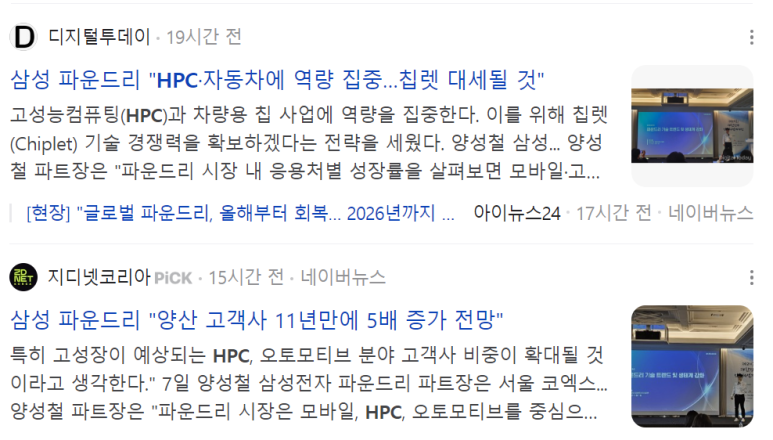 디지털투데이 · 19시간 전
삼성 파운드리 "HPC·자동차에 역량 집중...칩렛 대세될 것"
고성능컴퓨팅(HPC)과 차량용 칩 사업에 역량을 집중한다. 이를 위해 칩렛
(Chiplet) 기술 경쟁력을 확보하겠다는 전략을 세웠다. 양성철 삼성... 양성
철 파트장은 "파운드리 시장 내 응용처별 성장률을 살펴보면 모바일·고...
[현장] "글로벌 파운드리, 올해부터 회복... 2026년까지 ... 아이뉴스24 · 17시간 전 · 네이버뉴스
ZDNET
지디넷코리아 PiCK · 15시간 전 · 네이버뉴스
삼성 파운드리 "양산 고객사 11년만에 5배 증가 전망"
특히 고성장이 예상되는 HPC, 오토모티브 분야 고객사 비중이 확대될 것
이라고 생각한다." 7일 양성철 삼성전자 파운드리 파트장은 서울 코엑스...
양성철 파트장은 "파운드리 시장은 모바일, HPC, 오토모티브를 중심으...